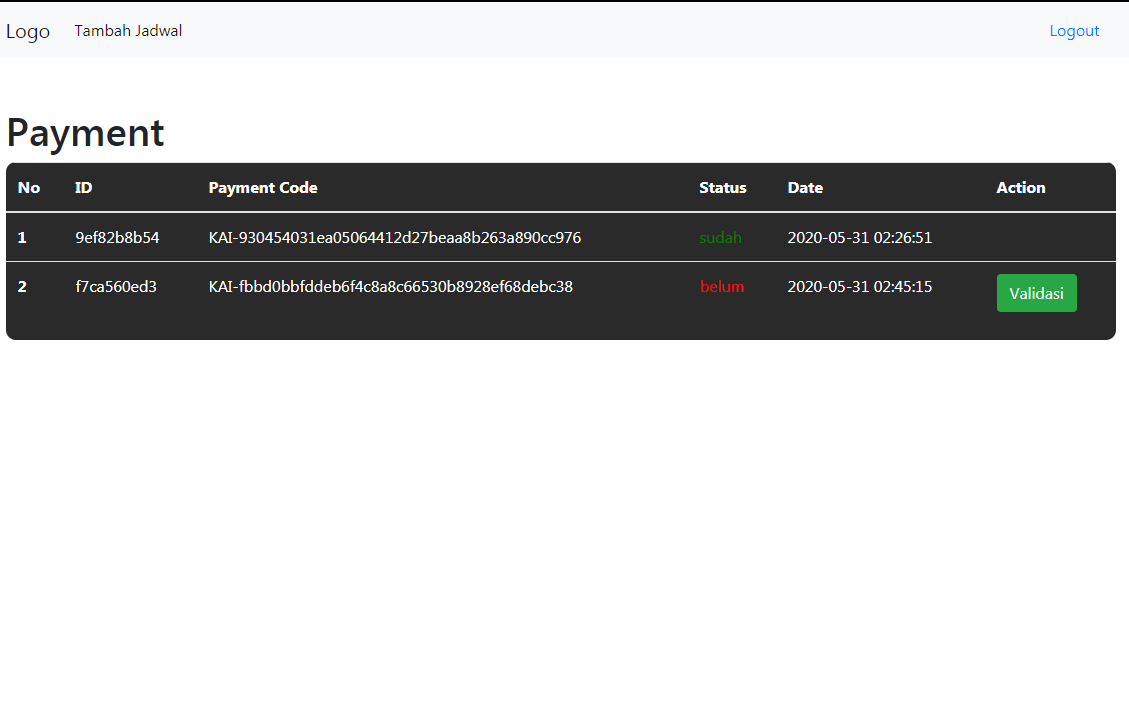 Logo Tambah Jadwal Logout
Payment
No ID Payment Code Status Date Action
1 9ef82b8b54 KAI-930454031ea05064412d27beaa8b263a890cc976 sudah 2020-05-31 02:26:51
2 f7ca560ed3 KAI-fbbd0bbfddeb6f4c8a8c66530b8928ef68debc38 belum 2020-05-31 02:45:15 Validasi